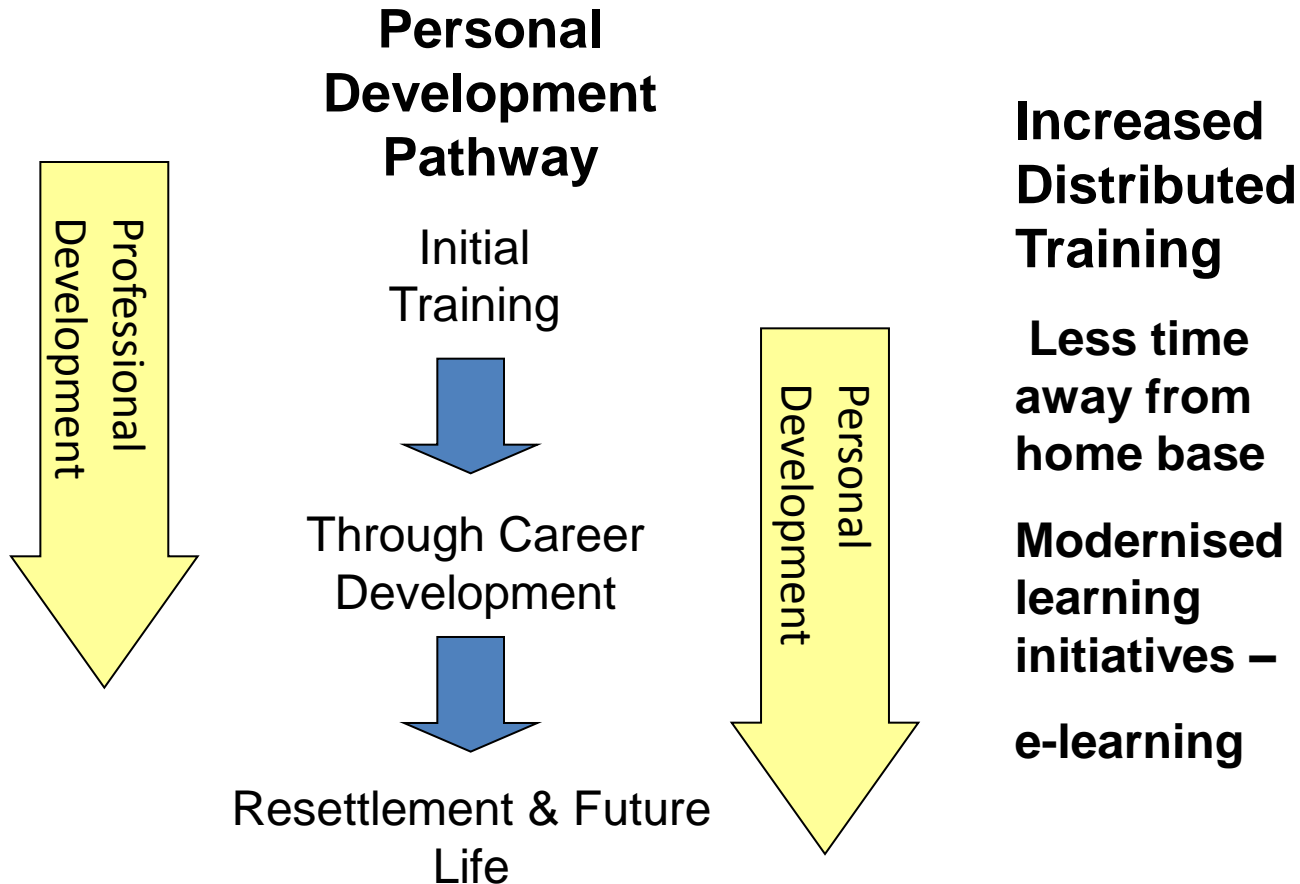 Personal
Development
Pathway
Professional
Development
Initial
Training
Through Career
Development
Resettlement & Future
Life
Personal
Development
Increased
Distributed
Training
Less time
away from
home base
Modernised
learning
initiatives –
e-learning